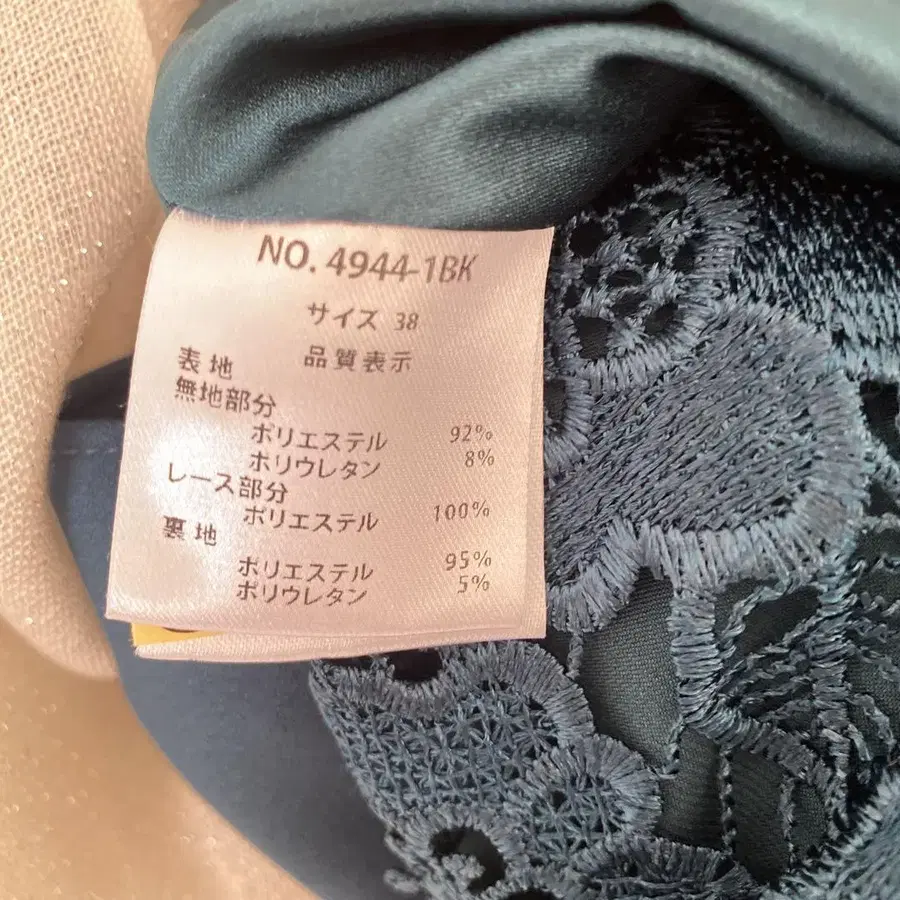 NO. 4944-1BK
サイズ 38
品質表示
表地
無地部分
ポリエステル 92%
ポリウレタン 8%
レース部分
ポリエステル 100%
裏地
ポリエステル 95%
ポリウレタン 5%